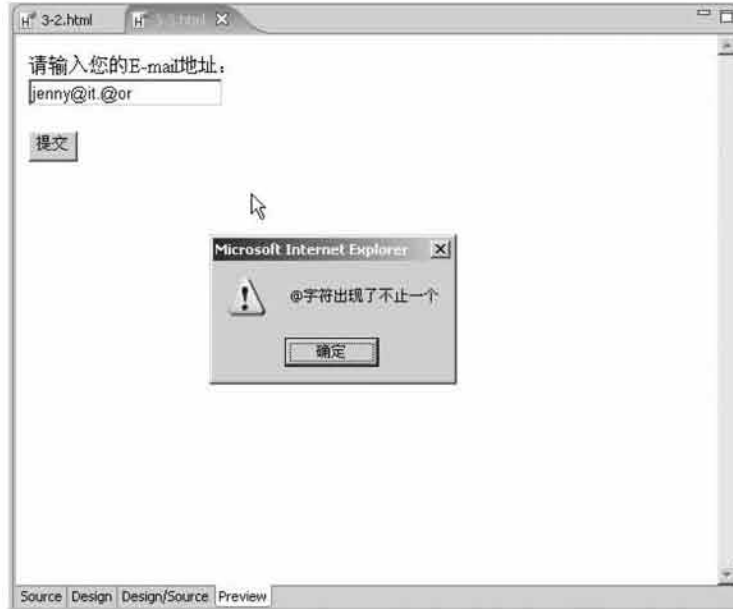 3-2.html
请输入您的E-mail地址：
jenny@it.@or
提交
Microsoft Internet Explorer
@字符出现了不止一个
确定
Source Design Design/Source Preview